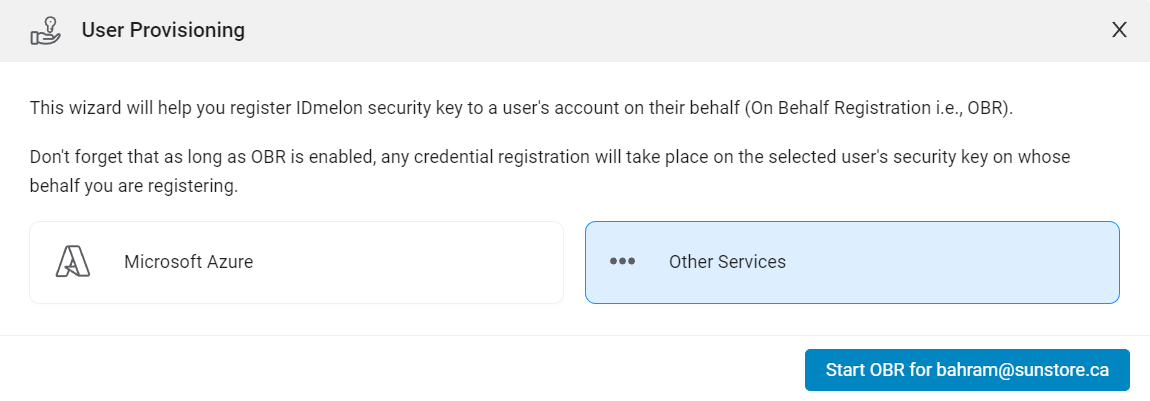 User Provisioning
This wizard will help you register IDmelon security key to a user's account on their behalf (On Behalf Registration i.e., OBR).
Don't forget that as long as OBR is enabled, any credential registration will take place on the selected user's security key on whose
behalf you are registering.
Microsoft Azure
Other Services
Start OBR for bahram@sunstore.ca